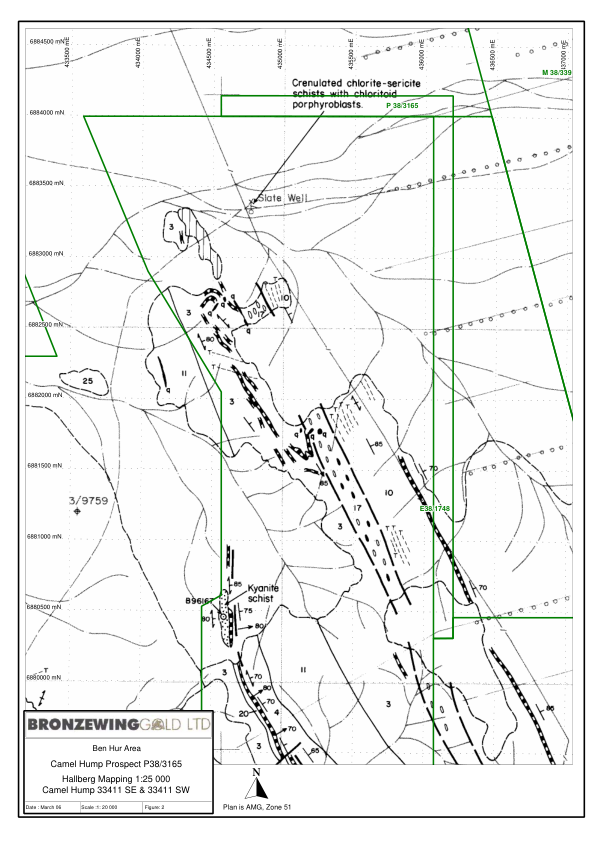 6884500 mN
433500 mE
434000 mE
434500 mE
435000 mE
435500 mE
436000 mE
436500 mE
437000 mE
M 38/339
Crenulated chlorite-sericite
schists with chloritoid
porphyroblasts.
P 38/3165
6884000 mN
6883500 mN
Slate Well
3
6883000 mN
3
10
17
q
q
q
q
6882500 mN
80
T
T
11
25
q
3
6882000 mN
q
q
85
6881500 mN
85
70
10
3/9759
17
E38/1748
3
6881000 mN
T T
85
Kyanite
schist
B96167
70
6880500 mN
75
80
80
3
70
11
6880000 mN
80
3
T
20
4
70
85
3
65
BRONZEWINGGOLD LTD
Ben Hur Area
Camel Hump Prospect P38/3165
Hallberg Mapping 1:25 000
Camel Hump 33411 SE & 33411 SW
Date : March 06
Scale :1: 20 000
Figure: 2
N
Plan is AMG, Zone 51